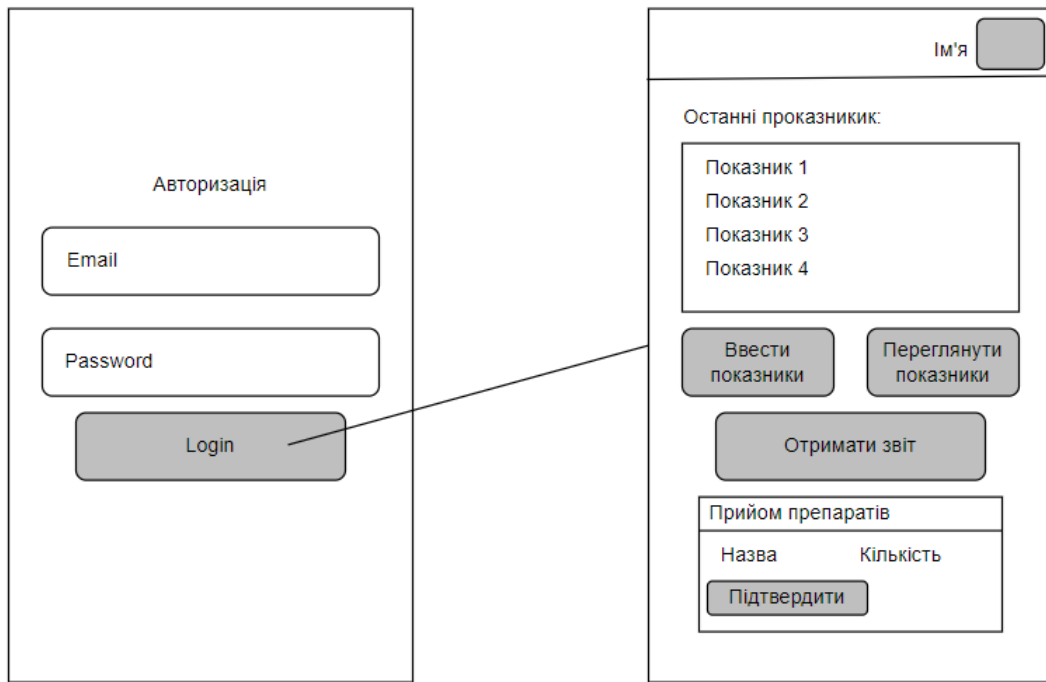 Авторизація
Email
Password
Login
Ім'я
Останні проказникик:
Показник 1
Показник 2
Показник 3
Показник 4
Ввести
показники
Переглянути
показники
Отримати звіт
Прийом препаратів
Назва Кількість
Підтвердити